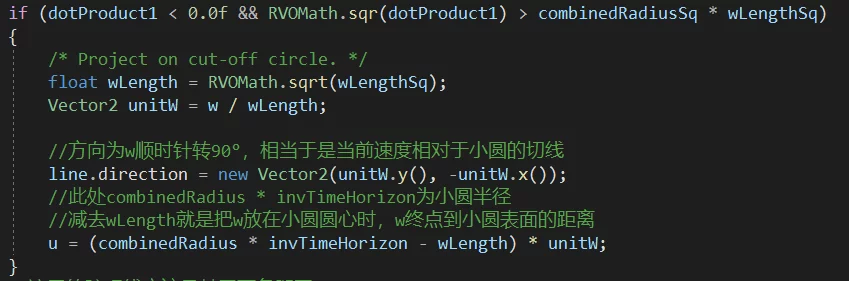 if (dotProduct1 < 0.0f && RVOMath.sqr(dotProduct1) > combinedRadiusSq * wLengthSq)
{
/* Project on cut-off circle. */
float wLength = RVOMath.sqrt(wLengthSq);
Vector2 unitW = w / wLength;
//方向为w顺时针转90°，相当于是当前速度相对于小圆的切线
line.direction = new Vector2(unitW.y(), -unitW.x());
//此处combinedRadius * invTimeHorizon为小圆半径
//减去wLength就是把w放在小圆圆心时，w终点到小圆表面的距离
u = (combinedRadius * invTimeHorizon - wLength) * unitW;
}